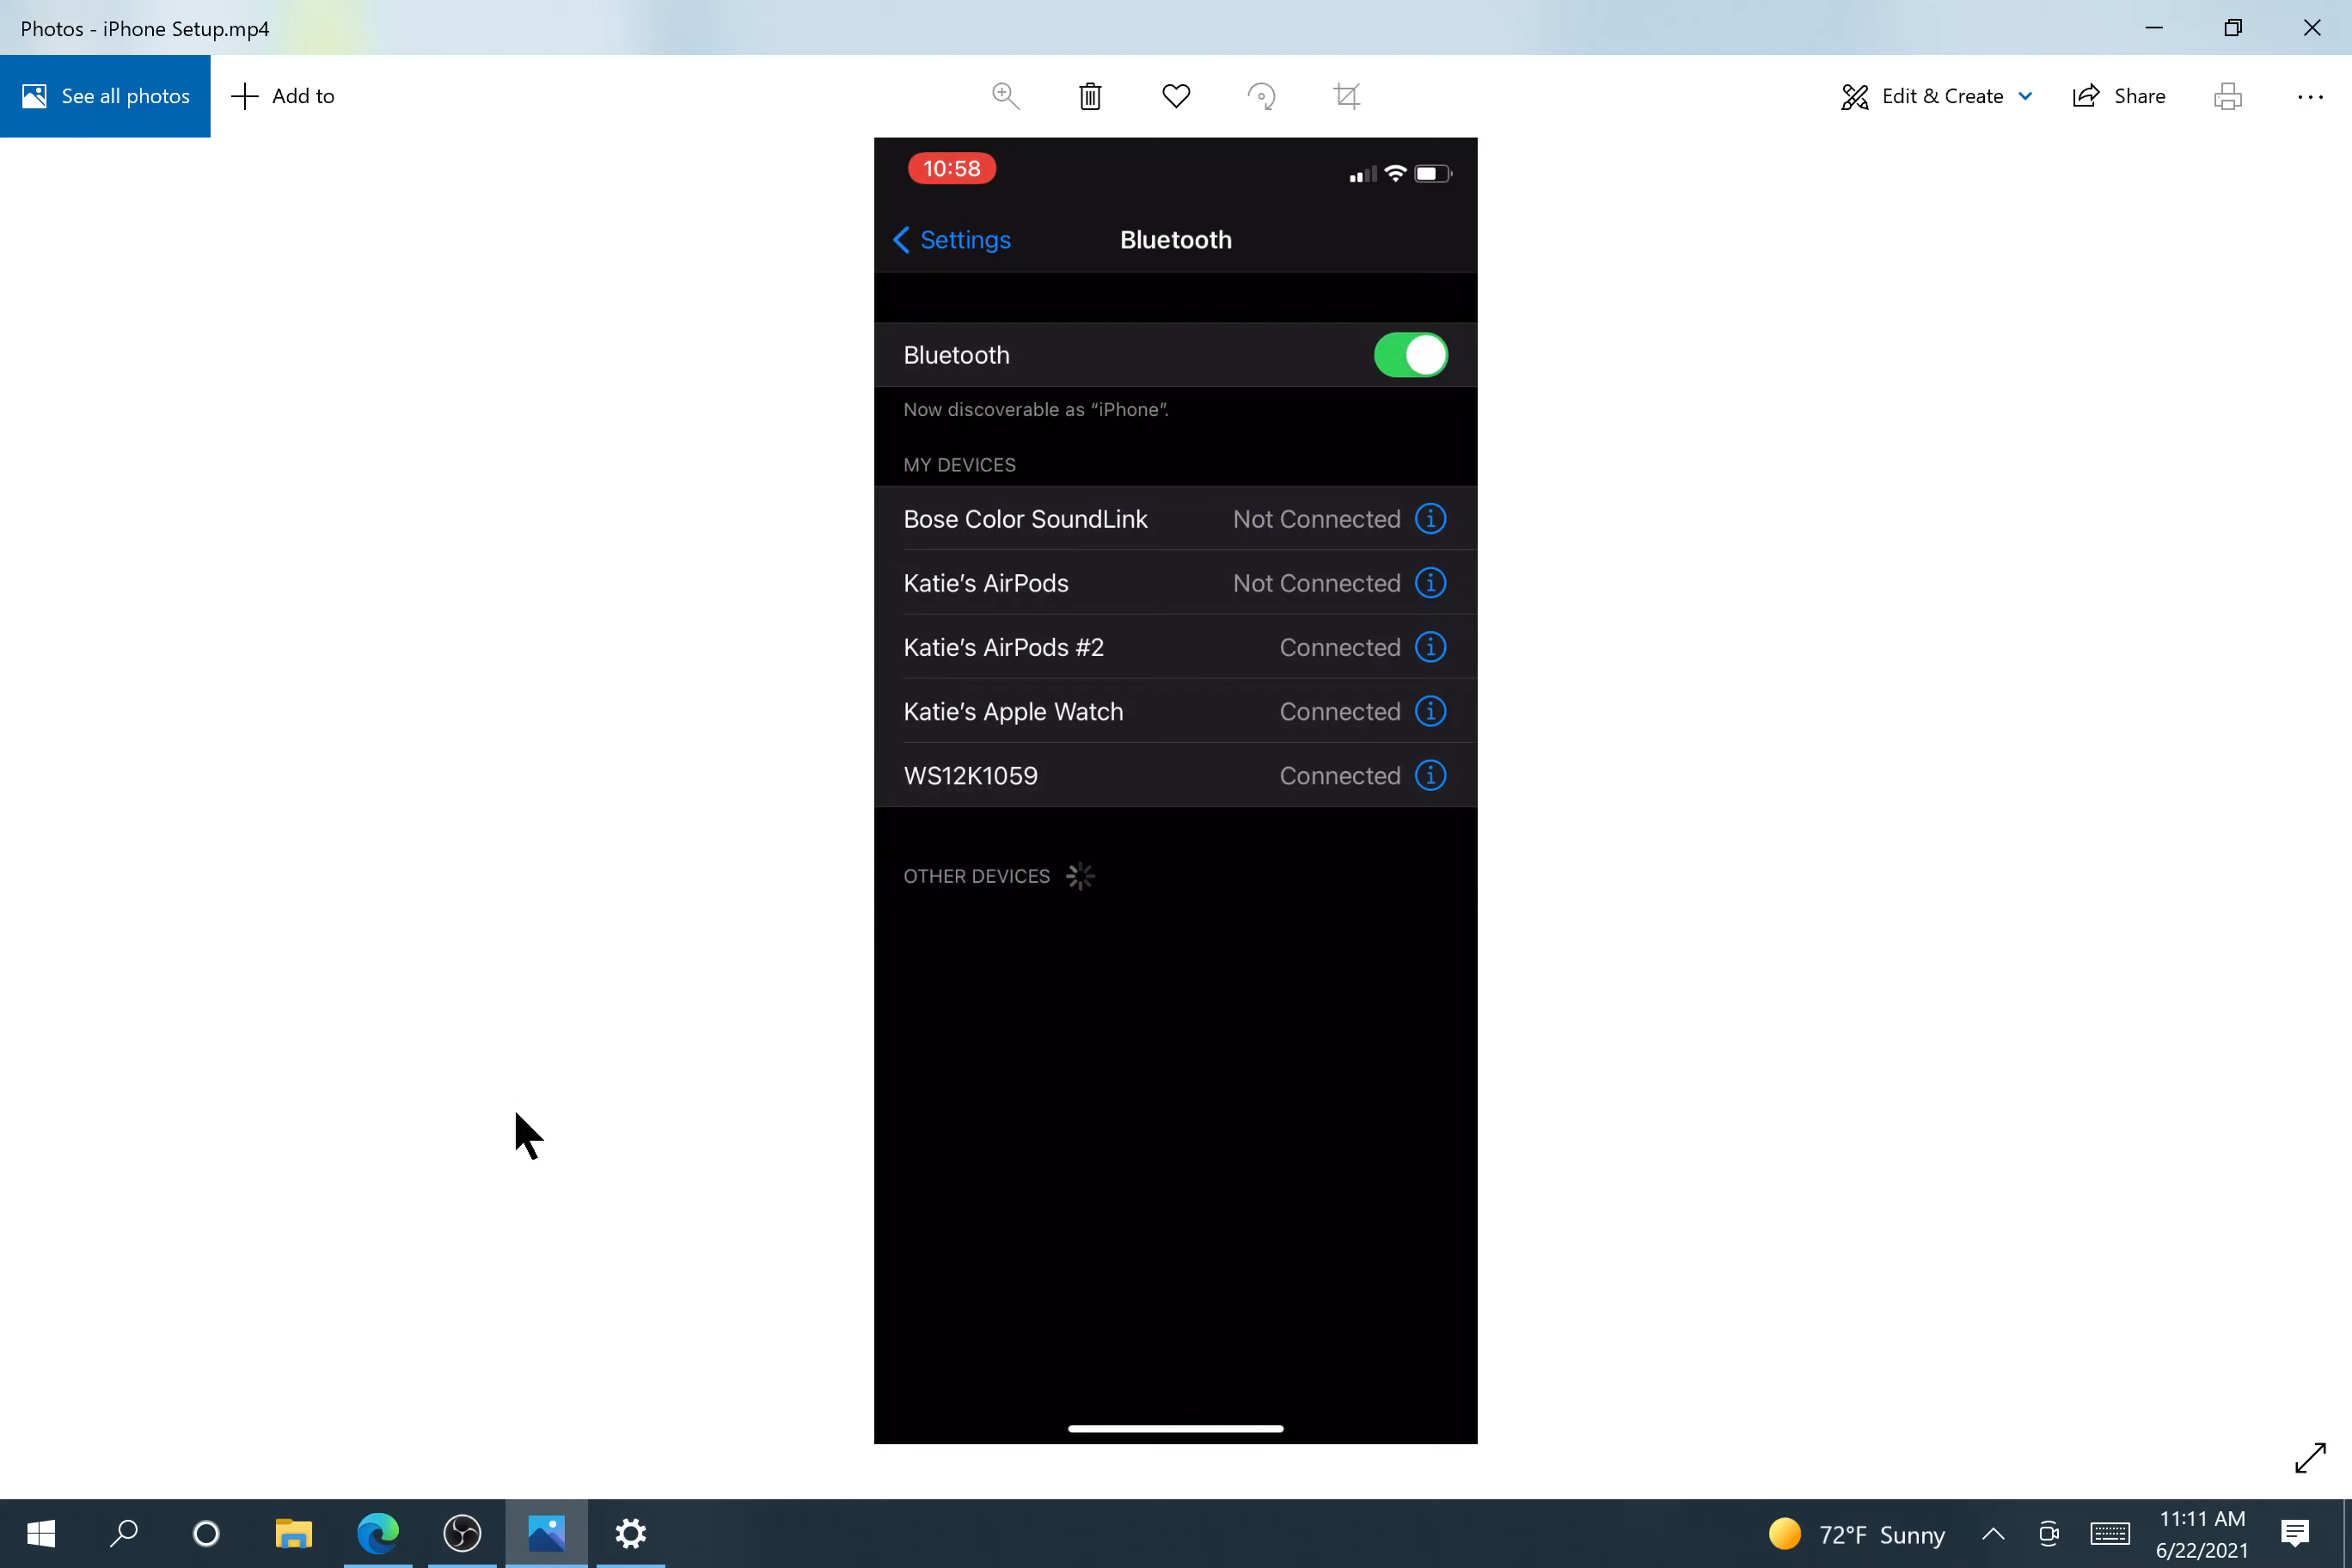 Photos - iPhone Setup.mp4
See all photos
Add to
Edit & Create
Share
10:58
Settings
Bluetooth
Bluetooth
Now discoverable as “iPhone”.
MY DEVICES
Bose Color SoundLink Not Connected
Katie’s AirPods Not Connected
Katie’s AirPods #2 Connected
Katie’s Apple Watch Connected
WS12K1059 Connected
OTHER DEVICES
72°F Sunny
11:11 AM
6/22/2021